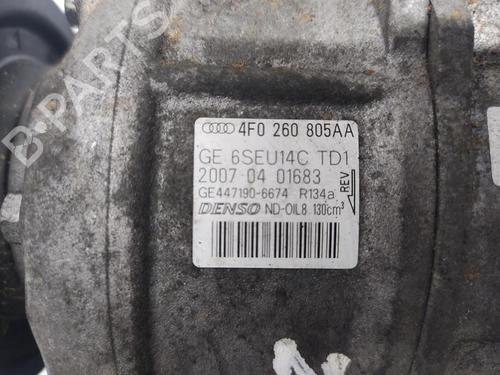 4F0 260 805AA
GE 6SEU14C TD1
2007 04 01683
GE447190-6674 R134a
REV
DENSO ND-OIL8 130cm³
B-PARTS